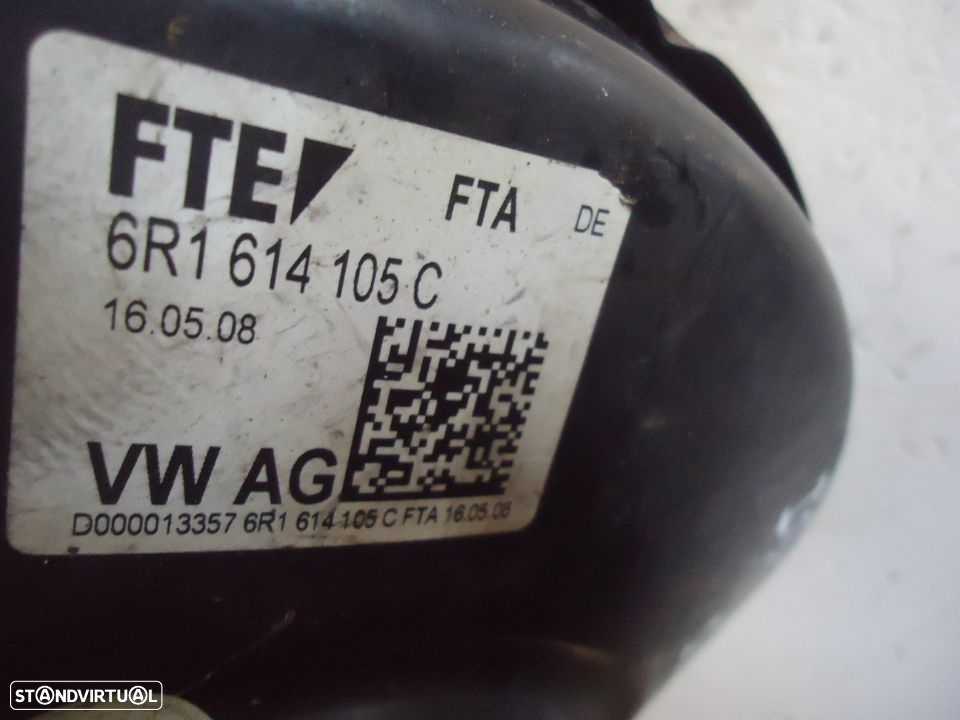 FTE
FTA DE
6R1 614 105 C
16.05.08
VW AG
D000013357 6R1 614 105 C FTA 16.05.08
STANDVIRTUAL